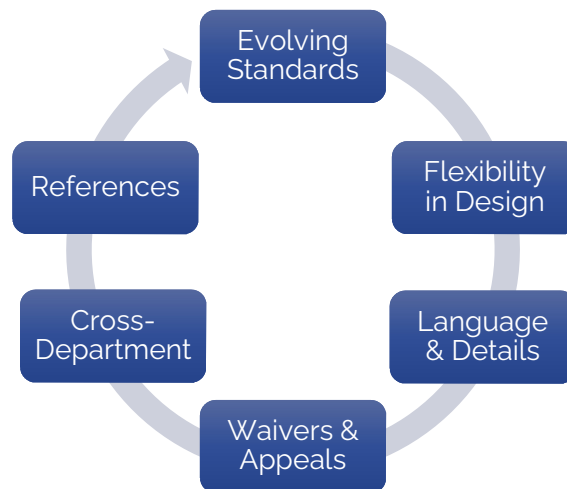 Evolving
Standards
Flexibility
in Design
Language
& Details
Waivers &
Appeals
Cross-
Department
References